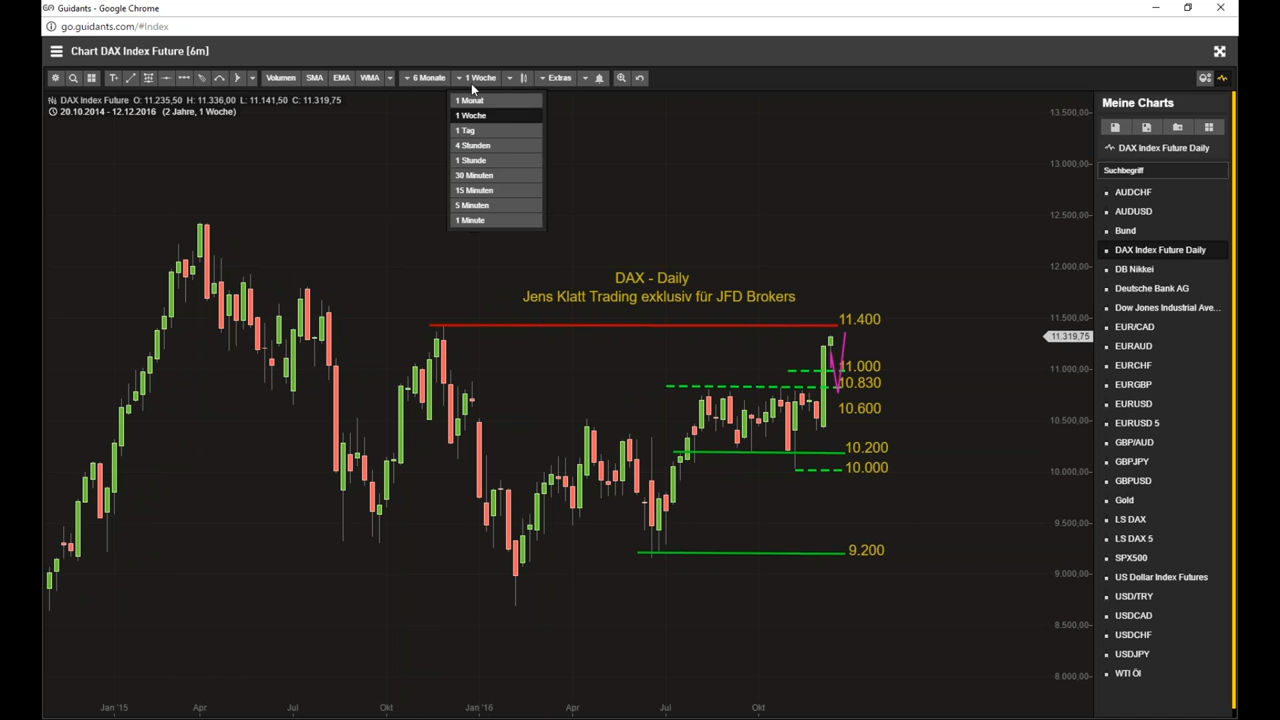 Guidants - Google Chrome
go.guidants.com/#Index
Chart DAX Index Future [6m]
T+ Volumen SMA EMA WMA 6 Monate 1 Woche Extras
DAX Index Future O: 11.235,50 H: 11.336,00 L: 11.141,50 C: 11.319,75
20.10.2014 - 12.12.2016 (2 Jahre, 1 Woche)
1 Monat
1 Woche
1 Tag
4 Stunden
1 Stunde
30 Minuten
15 Minuten
5 Minuten
1 Minute
DAX - Daily
Jens Klatt Trading exklusiv für JFD Brokers
11.400
11.000
10.830
10.600
10.200
10.000
9.200
13.500,00
13.000,00
12.500,00
12.000,00
11.500,00
11.319,75
11.000,00
10.500,00
10.000,00
9.500,00
9.000,00
8.500,00
8.000,00
Jan '15 Apr Jul Okt Jan '16 Apr Jul Okt
Meine Charts
DAX Index Future Daily
Suchbegriff
AUDCHF
AUDUSD
Bund
DAX Index Future Daily
DB Nikkei
Deutsche Bank AG
Dow Jones Industrial Ave...
EUR/CAD
EURAUD
EURCHF
EURGBP
EURUSD
EURUSD 5
GBP/AUD
GBPJPY
GBPUSD
Gold
LS DAX
LS DAX 5
SPX500
US Dollar Index Futures
USD/TRY
USDCAD
USDCHF
USDJPY
WTI Öl